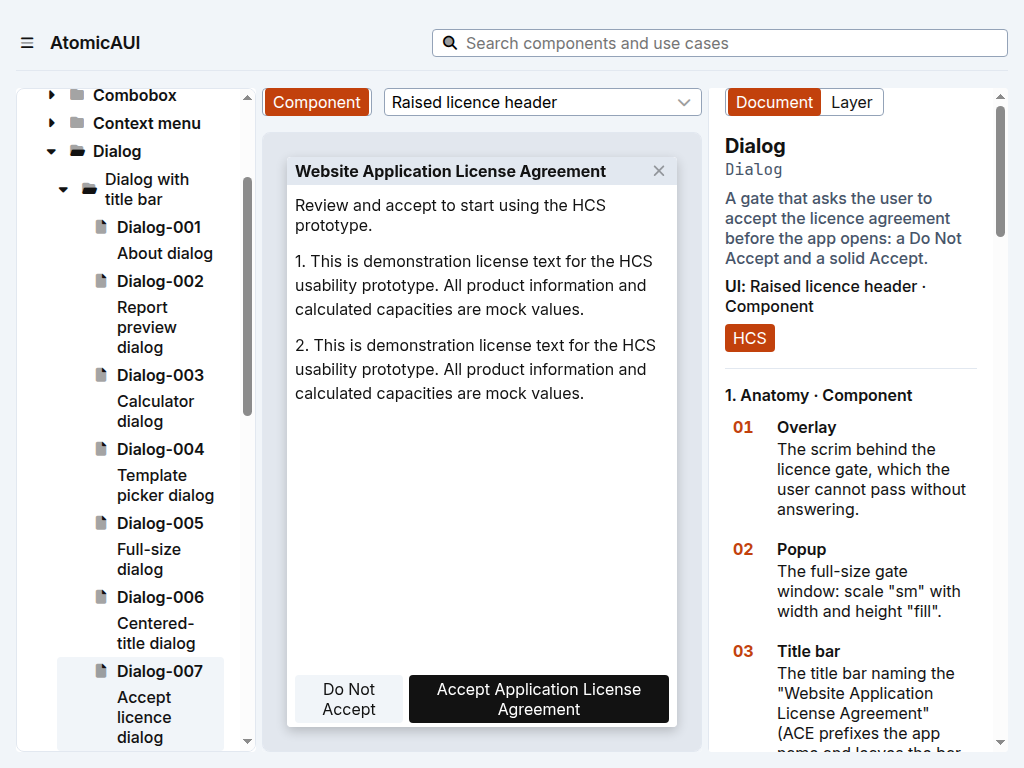 AtomicAUI
Search components and use cases
Combobox
Context menu
Dialog
Dialog with
title bar
Dialog-001
About dialog
Dialog-002
Report
preview
dialog
Dialog-003
Calculator
dialog
Dialog-004
Template
picker dialog
Dialog-005
Full-size
dialog
Dialog-006
Centered-
title dialog
Dialog-007
Accept
licence
dialog
Component
Raised licence header
Website Application License Agreement
Review and accept to start using the HCS
prototype.
1. This is demonstration license text for the HCS
usability prototype. All product information and
calculated capacities are mock values.
2. This is demonstration license text for the HCS
usability prototype. All product information and
calculated capacities are mock values.
Do Not
Accept
Accept Application License
Agreement
Document
Layer
Dialog
Dialog
A gate that asks the user to
accept the licence agreement
before the app opens: a Do Not
Accept and a solid Accept.
UI: Raised licence header ·
Component
HCS
1. Anatomy · Component
01
Overlay
The scrim behind the
licence gate, which the
user cannot pass without
answering.
02
Popup
The full-size gate
window: scale "sm" with
width and height "fill".
03
Title bar
The title bar naming the
"Website Application
License Agreement"
(ACE prefixes the app
name and leaves the bar